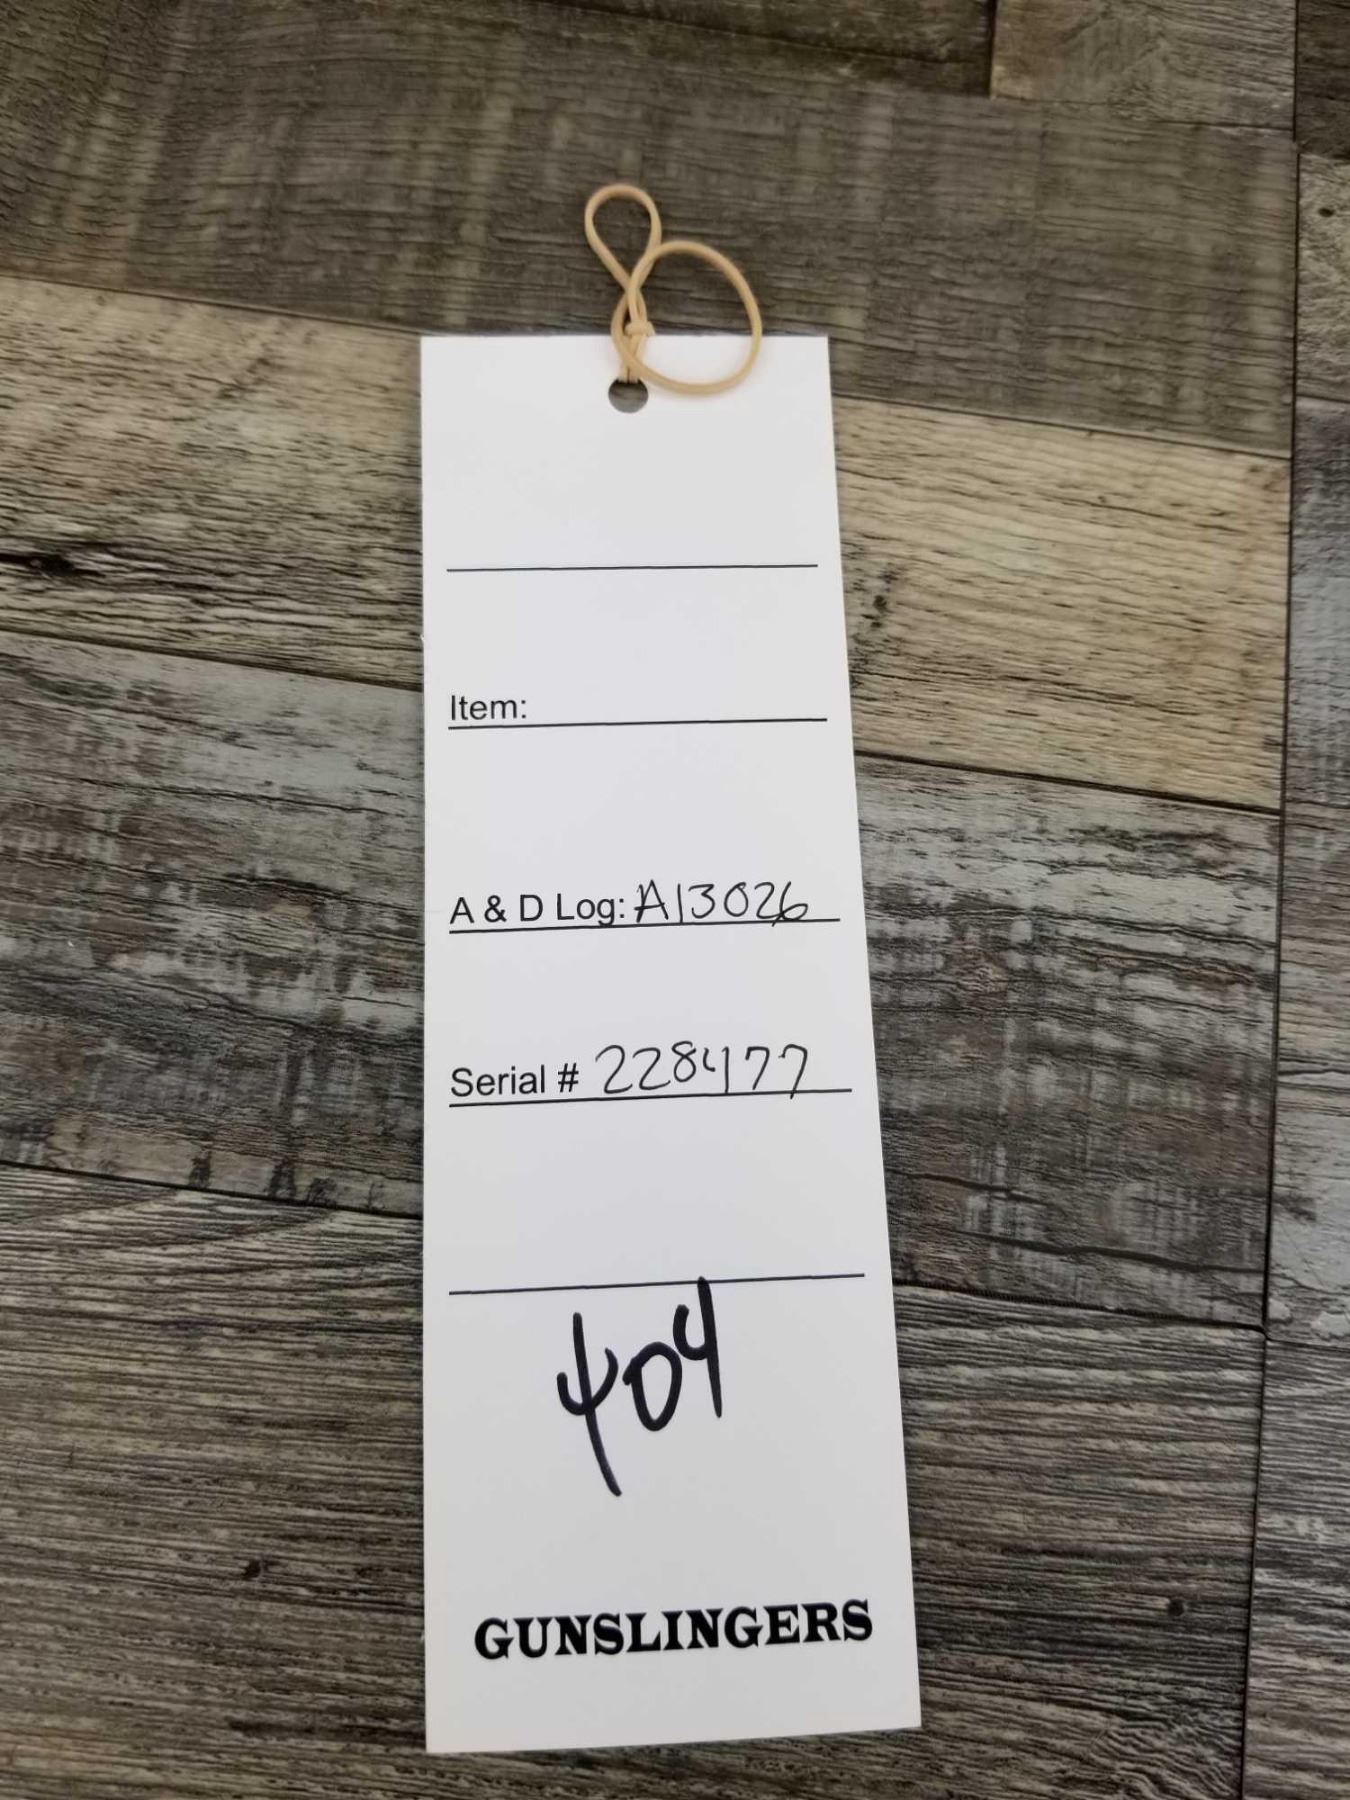 Item:
A & D Log: A13026
Serial # 228477
404
GUNSLINGERS